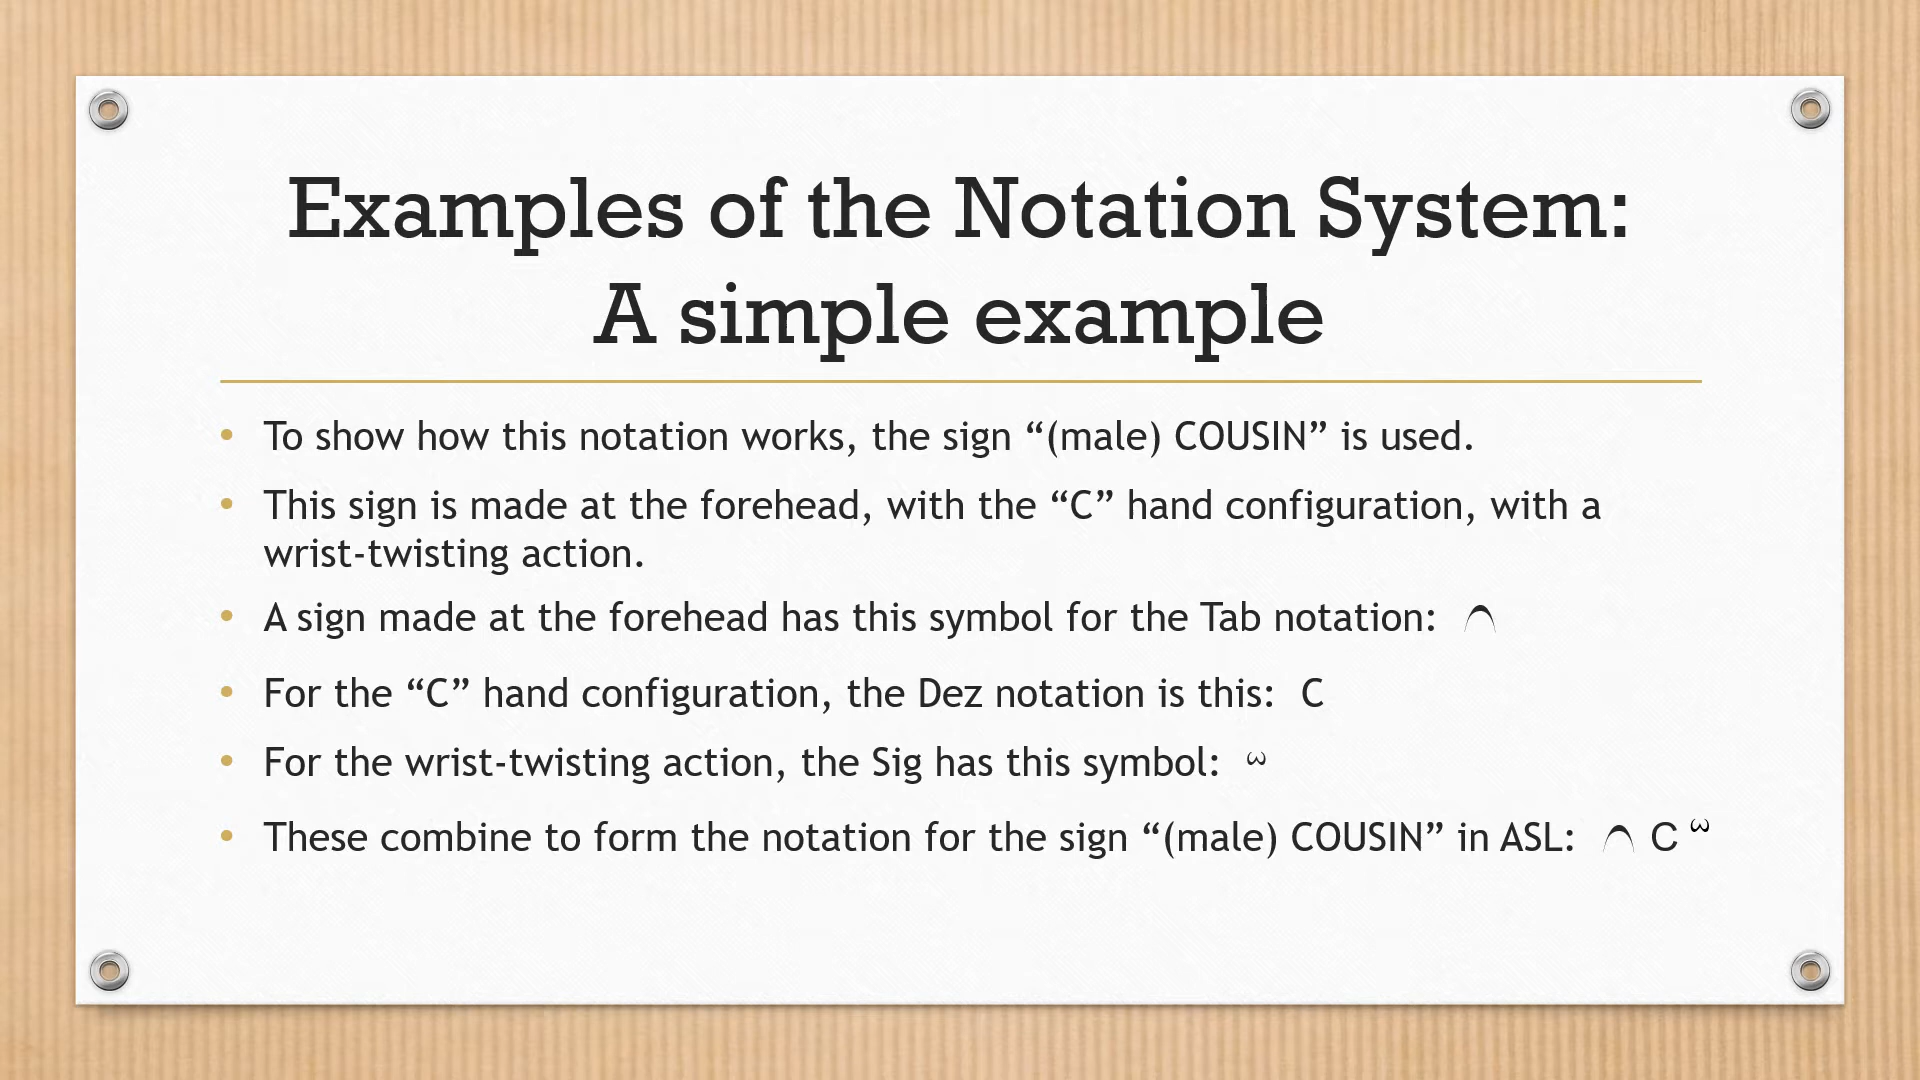 Examples of the Notation System:
A simple example
• To show how this notation works, the sign “(male) COUSIN” is used.
• This sign is made at the forehead, with the “C” hand configuration, with a
wrist-twisting action.
• A sign made at the forehead has this symbol for the Tab notation: ⌒
• For the “C” hand configuration, the Dez notation is this: C
• For the wrist-twisting action, the Sig has this symbol: ω
• These combine to form the notation for the sign “(male) COUSIN” in ASL: ⌒ C ω